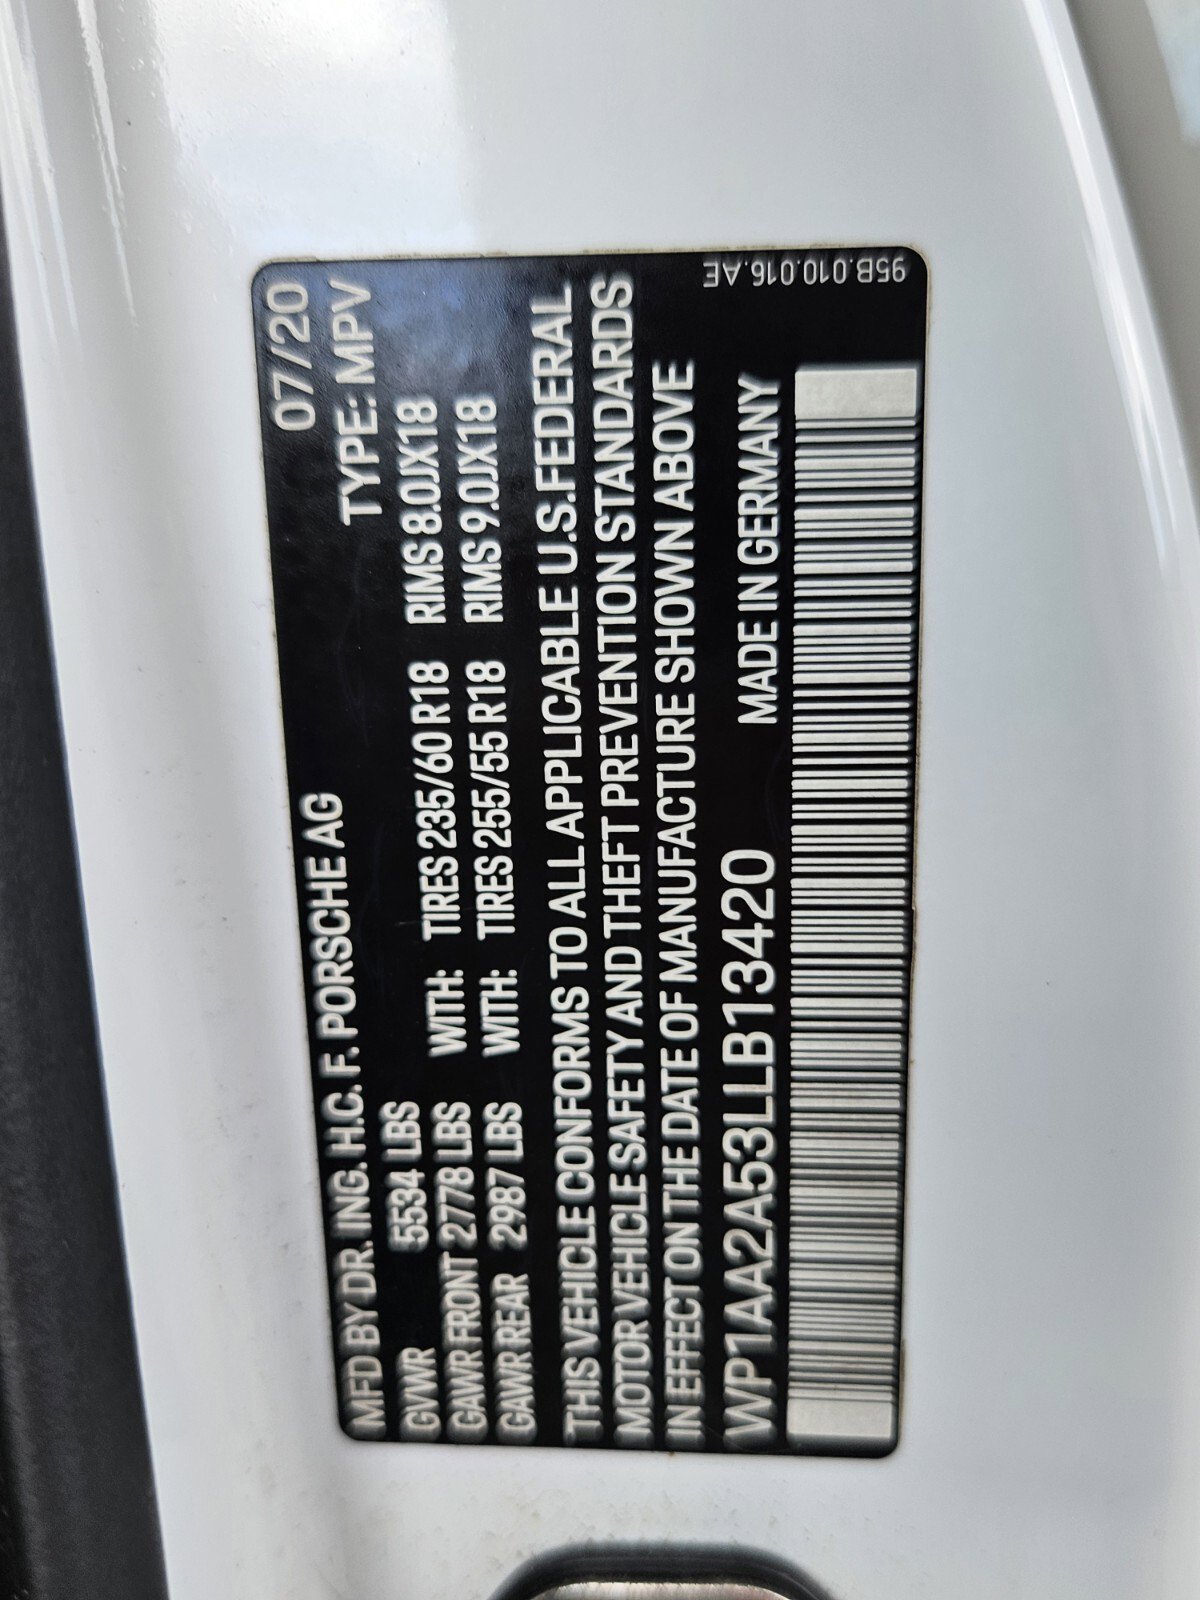 MFD BY DR. ING. H.C. F. PORSCHE AG 07/20
GVWR 5534 LBS TYPE: MPV
GAWR FRONT 2778 LBS WITH: TIRES 235/60 R18 RIMS 8.0JX18
GAWR REAR 2987 LBS WITH: TIRES 255/55 R18 RIMS 9.0JX18
THIS VEHICLE CONFORMS TO ALL APPLICABLE U.S.FEDERAL
MOTOR VEHICLE SAFETY AND THEFT PREVENTION STANDARDS
IN EFFECT ON THE DATE OF MANUFACTURE SHOWN ABOVE
WP1AA2A53LLB13420 MADE IN GERMANY
95B.010.016.AE